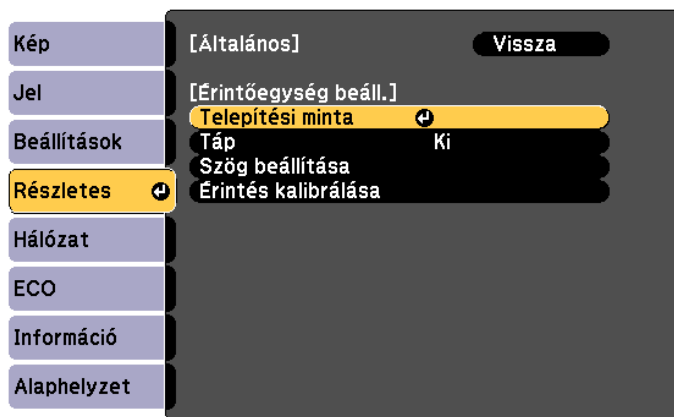 Kép
Jel
Beállítások
Részletes
Hálózat
ECO
Információ
Alaphelyzet
[Általános] Vissza
[Érintőegység beáll.]
Telepítési minta
Táp Ki
Szög beállítása
Érintés kalibrálása